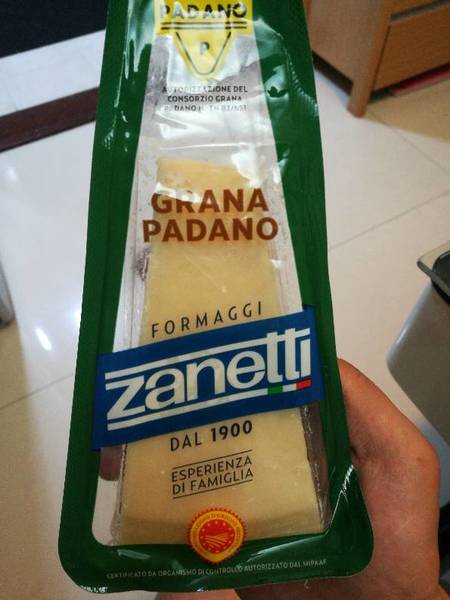 PADANO
P
AUTORIZZAZIONE DEL
CONSORZIO GRANA
PADANO
GRANA
PADANO
FORMAGGI
zanetti
DAL 1900
ESPERIENZA
DI FAMIGLIA
CERTIFICATO DA ORGANISMO DI CONTROLLO AUTORIZZATO DAL MIPAAF